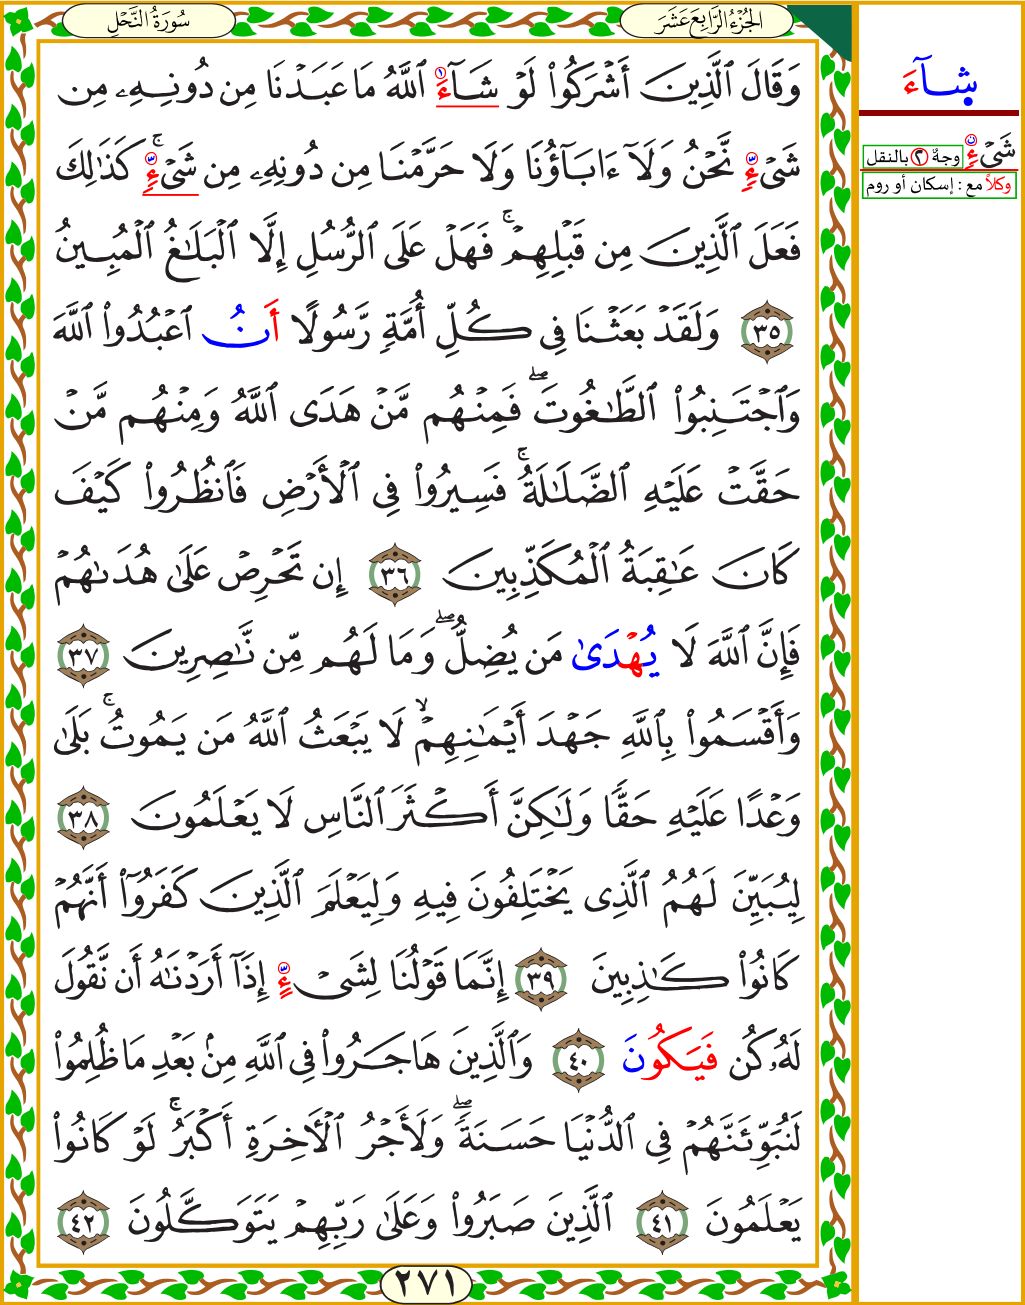 الجُزْءُ الرَّابِعَ عَشَرَ
سُورَةُ النَّحْلِ
وَقَالَ ٱلَّذِينَ أَشْرَكُوا۟ لَوْ شَآءَ ٱللَّهُ مَا عَبَدْنَا مِن دُونِهِۦ مِن
شَىْءٍۢ نَّحْنُ وَلَآ ءَابَآؤُنَا وَلَا حَرَّمْنَا مِن دُونِهِۦ مِن شَىْءٍۢ ۚ كَذَٰلِكَ
فَعَلَ ٱلَّذِينَ مِن قَبْلِهِمْ ۚ فَهَلْ عَلَى ٱلرُّسُلِ إِلَّا ٱلْبَلَٰغُ ٱلْمُبِينُ
٣٥ وَلَقَدْ بَعَثْنَا فِى كُلِّ أُمَّةٍ رَّسُولًا أَنُ ٱعْبُدُوا۟ ٱللَّهَ
وَٱجْتَنِبُوا۟ ٱلطَّٰغُوتَ ۖ فَمِنْهُم مَّنْ هَدَى ٱللَّهُ وَمِنْهُم مَّنْ
حَقَّتْ عَلَيْهِ ٱلضَّلَٰلَةُ ۚ فَسِيرُوا۟ فِى ٱلْأَرْضِ فَٱنظُرُوا۟ كَيْفَ
كَانَ عَٰقِبَةُ ٱلْمُكَذِّبِينَ ٣٦ إِن تَحْرِصْ عَلَىٰ هُدَىٰهُمْ
فَإِنَّ ٱللَّهَ لَا يُهْدَىٰ مَن يُضِلُّ ۖ وَمَا لَهُم مِّن نَّٰصِرِينَ ٣٧
وَأَقْسَمُوا۟ بِٱللَّهِ جَهْدَ أَيْمَٰنِهِمْ ۙ لَا يَبْعَثُ ٱللَّهُ مَن يَمُوتُ ۚ بَلَىٰ
وَعْدًا عَلَيْهِ حَقًّا وَلَٰكِنَّ أَكْثَرَ ٱلنَّاسِ لَا يَعْلَمُونَ ٣٨
لِيُبَيِّنَ لَهُمُ ٱلَّذِى يَخْتَلِفُونَ فِيهِ وَلِيَعْلَمَ ٱلَّذِينَ كَفَرُوٓا۟ أَنَّهُمْ
كَانُوا۟ كَٰذِبِينَ ٣٩ إِنَّمَا قَوْلُنَا لِشَىْءٍ إِذَآ أَرَدْنَٰهُ أَن نَّقُولَ
لَهُۥ كُن فَيَكُونَ ٤٠ وَٱلَّذِينَ هَاجَرُوا۟ فِى ٱللَّهِ مِنۢ بَعْدِ مَا ظُلِمُوا۟
لَنُبَوِّئَنَّهُمْ فِى ٱلدُّنْيَا حَسَنَةً ۖ وَلَأَجْرُ ٱلْءَاخِرَةِ أَكْبَرُ ۚ لَوْ كَانُوا۟
يَعْلَمُونَ ٤١ ٱلَّذِينَ صَبَرُوا۟ وَعَلَىٰ رَبِّهِمْ يَتَوَكَّلُونَ ٤٢
٢٧١
شَآءَ
شَىْءٍ وجهٌ ٢ بالنقل
وكلاً مع : إسكان أو روم